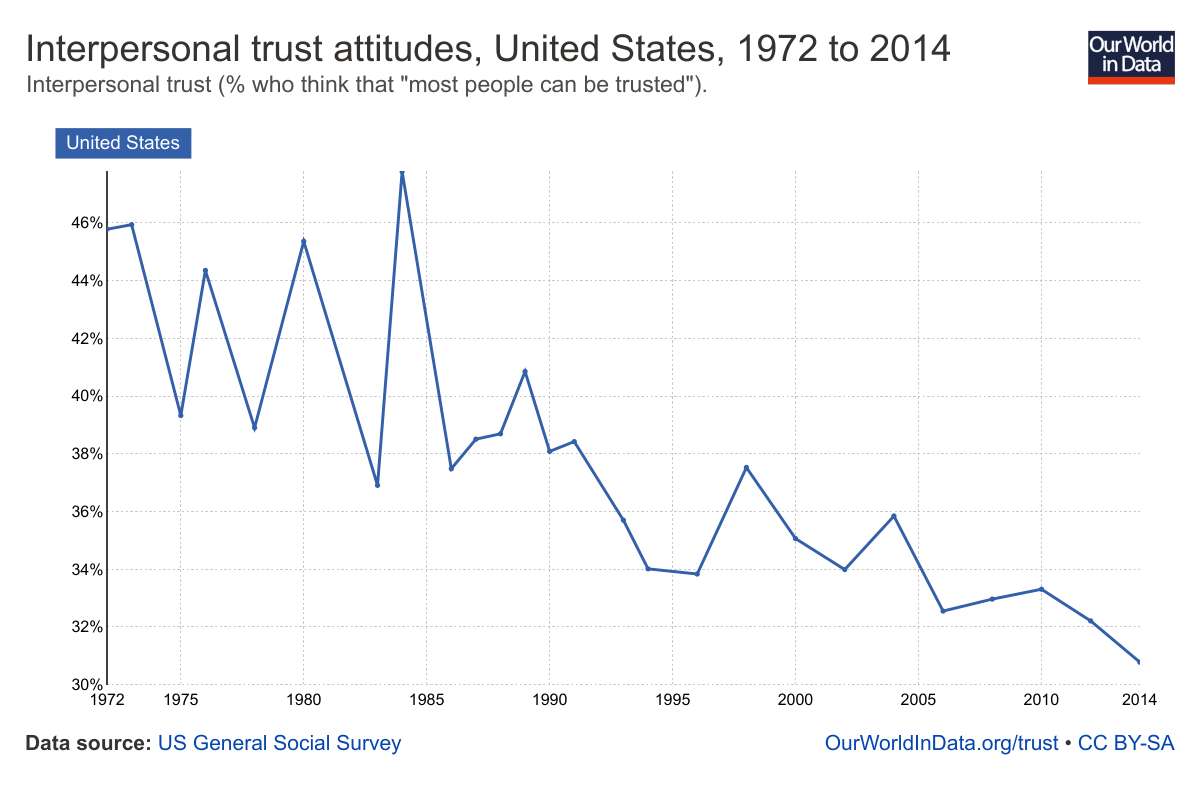 Interpersonal trust attitudes, United States, 1972 to 2014
Interpersonal trust (% who think that "most people can be trusted").
Our World
in Data
United States
46%
44%
42%
40%
38%
36%
34%
32%
30%
1972 1975 1980 1985 1990 1995 2000 2005 2010 2014
Data source: US General Social Survey
OurWorldInData.org/trust • CC BY-SA